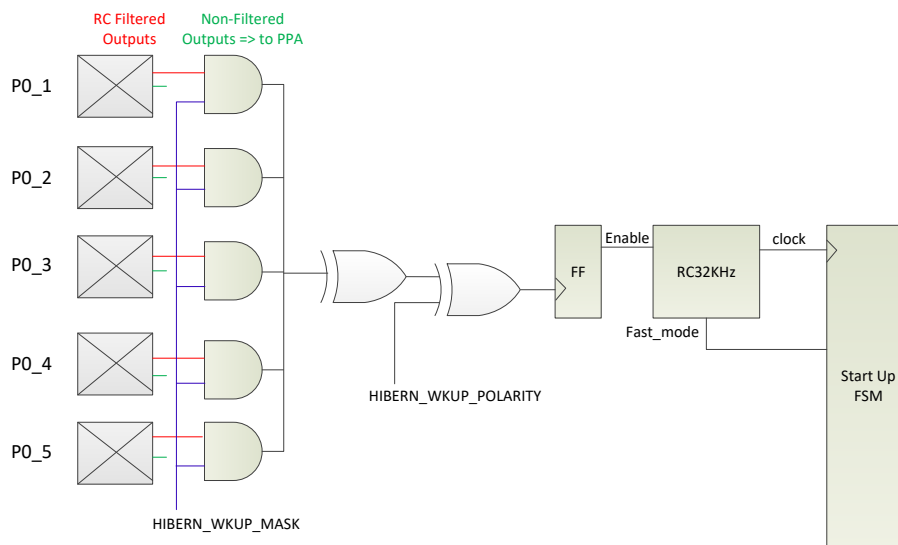 RC Filtered
Outputs
Non-Filtered
Outputs => to PPA
P0_1
P0_2
P0_3
P0_4
P0_5
HIBERN_WKUP_MASK
HIBERN_WKUP_POLARITY
FF
Enable
RC32KHz
clock
Fast_mode
Start Up
FSM